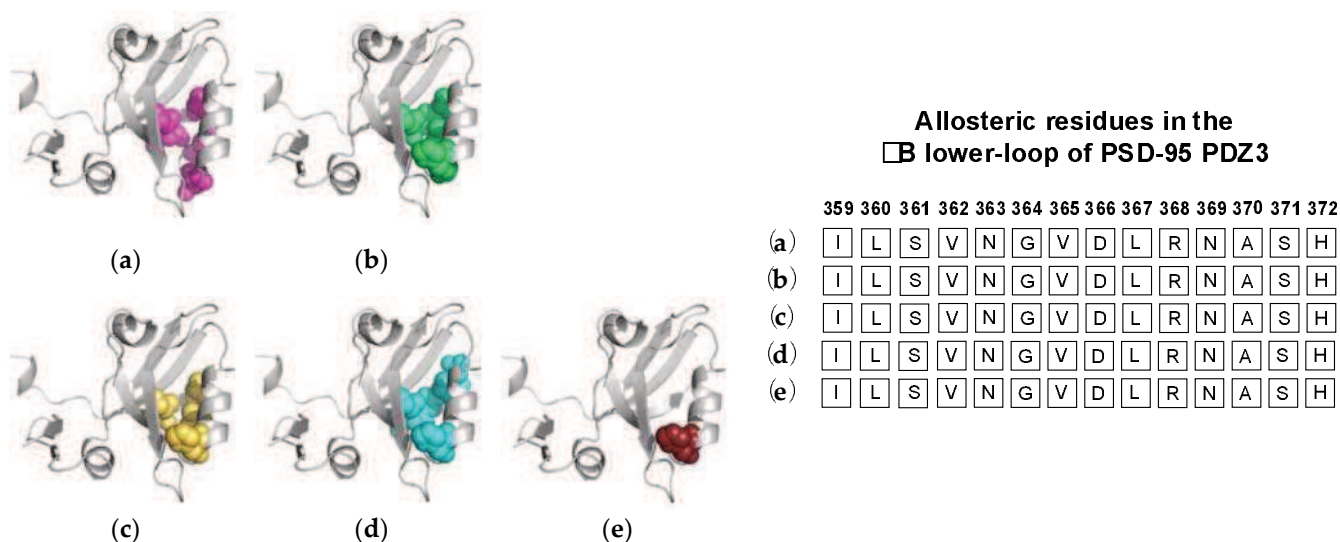 (a)
(b)
(c)
(d)
(e)
Allosteric residues in the
□B lower-loop of PSD-95 PDZ3
359 360 361 362 363 364 365 366 367 368 369 370 371 372
(a) I L S V N G V D L R N A S H
(b) I L S V N G V D L R N A S H
(c) I L S V N G V D L R N A S H
(d) I L S V N G V D L R N A S H
(e) I L S V N G V D L R N A S H